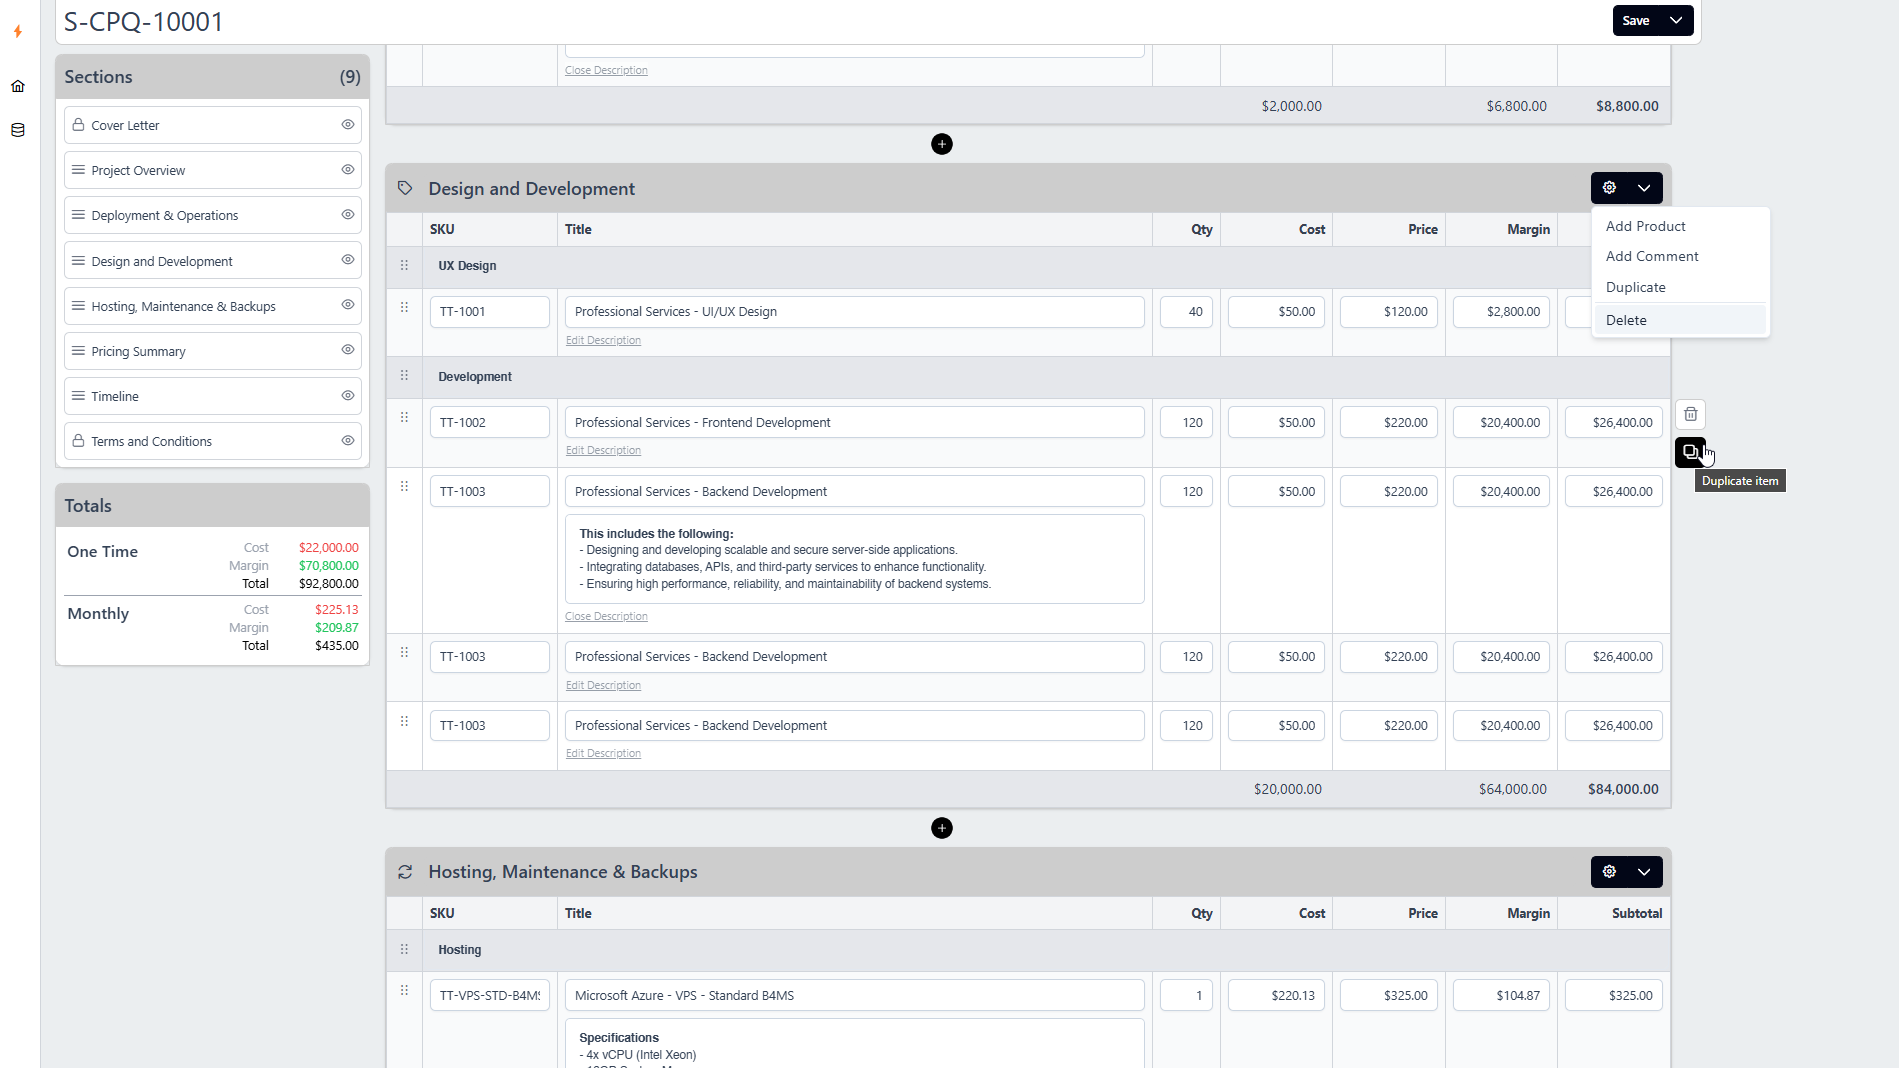 S-CPQ-10001
Save
Sections (9)
Cover Letter
Project Overview
Deployment & Operations
Design and Development
Hosting, Maintenance & Backups
Pricing Summary
Timeline
Terms and Conditions
Totals
One Time Cost $22,000.00
Margin $70,800.00
Total $92,800.00
Monthly Cost $225.13
Margin $209.87
Total $435.00
Close Description
$2,000.00 $6,800.00 $8,800.00
Design and Development
SKU Title Qty Cost Price Margin
Add Product
Add Comment
Duplicate
Delete
UX Design
TT-1001 Professional Services - UI/UX Design 40 $50.00 $120.00 $2,800.00
Edit Description
Development
TT-1002 Professional Services - Frontend Development 120 $50.00 $220.00 $20,400.00 $26,400.00
Edit Description
Duplicate item
TT-1003 Professional Services - Backend Development 120 $50.00 $220.00 $20,400.00 $26,400.00
This includes the following:
- Designing and developing scalable and secure server-side applications.
- Integrating databases, APIs, and third-party services to enhance functionality.
- Ensuring high performance, reliability, and maintainability of backend systems.
Close Description
TT-1003 Professional Services - Backend Development 120 $50.00 $220.00 $20,400.00 $26,400.00
Edit Description
TT-1003 Professional Services - Backend Development 120 $50.00 $220.00 $20,400.00 $26,400.00
Edit Description
$20,000.00 $64,000.00 $84,000.00
Hosting, Maintenance & Backups
SKU Title Qty Cost Price Margin Subtotal
Hosting
TT-VPS-STD-B4MS Microsoft Azure - VPS - Standard B4MS 1 $220.13 $325.00 $104.87 $325.00
Specifications
- 4x vCPU (Intel Xeon)